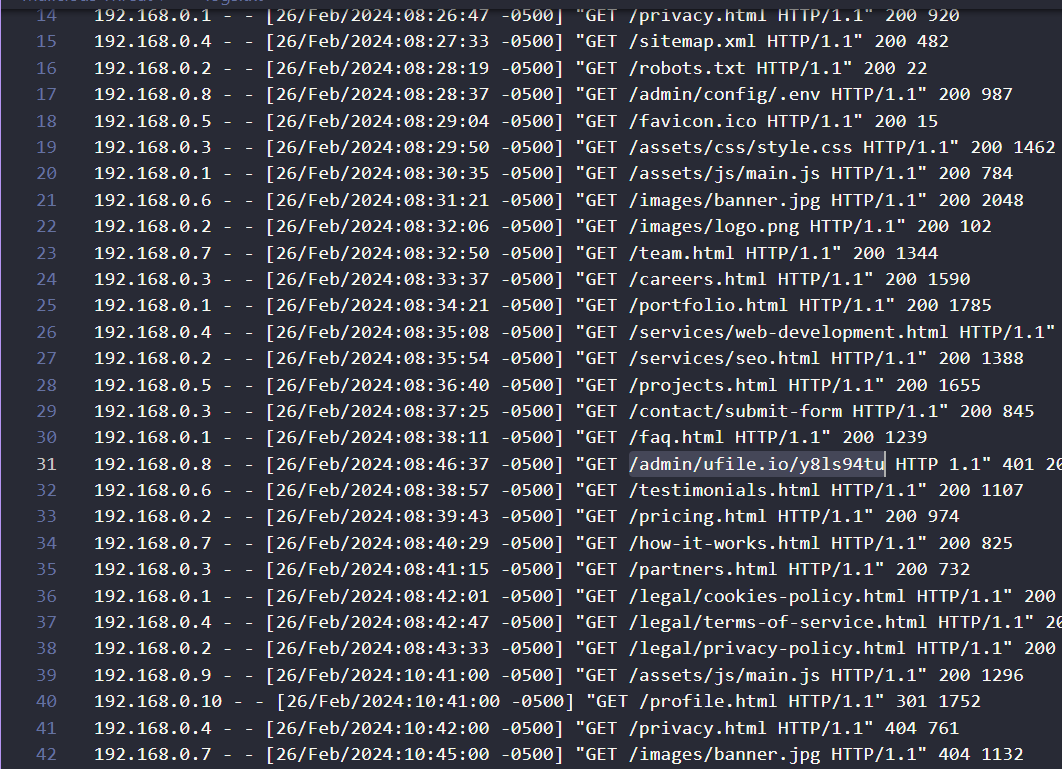 14 192.168.0.1 - - [26/Feb/2024:08:26:47 -0500] "GET /privacy.html HTTP/1.1" 200 920
15 192.168.0.4 - - [26/Feb/2024:08:27:33 -0500] "GET /sitemap.xml HTTP/1.1" 200 482
16 192.168.0.2 - - [26/Feb/2024:08:28:19 -0500] "GET /robots.txt HTTP/1.1" 200 22
17 192.168.0.8 - - [26/Feb/2024:08:28:37 -0500] "GET /admin/config/.env HTTP/1.1" 200 987
18 192.168.0.5 - - [26/Feb/2024:08:29:04 -0500] "GET /favicon.ico HTTP/1.1" 200 15
19 192.168.0.3 - - [26/Feb/2024:08:29:50 -0500] "GET /assets/css/style.css HTTP/1.1" 200 1462
20 192.168.0.1 - - [26/Feb/2024:08:30:35 -0500] "GET /assets/js/main.js HTTP/1.1" 200 784
21 192.168.0.6 - - [26/Feb/2024:08:31:21 -0500] "GET /images/banner.jpg HTTP/1.1" 200 2048
22 192.168.0.2 - - [26/Feb/2024:08:32:06 -0500] "GET /images/logo.png HTTP/1.1" 200 102
23 192.168.0.7 - - [26/Feb/2024:08:32:50 -0500] "GET /team.html HTTP/1.1" 200 1344
24 192.168.0.3 - - [26/Feb/2024:08:33:37 -0500] "GET /careers.html HTTP/1.1" 200 1590
25 192.168.0.1 - - [26/Feb/2024:08:34:21 -0500] "GET /portfolio.html HTTP/1.1" 200 1785
26 192.168.0.4 - - [26/Feb/2024:08:35:08 -0500] "GET /services/web-development.html HTTP/1.1"
27 192.168.0.2 - - [26/Feb/2024:08:35:54 -0500] "GET /services/seo.html HTTP/1.1" 200 1388
28 192.168.0.5 - - [26/Feb/2024:08:36:40 -0500] "GET /projects.html HTTP/1.1" 200 1655
29 192.168.0.3 - - [26/Feb/2024:08:37:25 -0500] "GET /contact/submit-form HTTP/1.1" 200 845
30 192.168.0.1 - - [26/Feb/2024:08:38:11 -0500] "GET /faq.html HTTP/1.1" 200 1239
31 192.168.0.8 - - [26/Feb/2024:08:46:37 -0500] "GET /admin/ufile.io/y8ls94tu HTTP 1.1" 401 20
32 192.168.0.6 - - [26/Feb/2024:08:38:57 -0500] "GET /testimonials.html HTTP/1.1" 200 1107
33 192.168.0.2 - - [26/Feb/2024:08:39:43 -0500] "GET /pricing.html HTTP/1.1" 200 974
34 192.168.0.7 - - [26/Feb/2024:08:40:29 -0500] "GET /how-it-works.html HTTP/1.1" 200 825
35 192.168.0.3 - - [26/Feb/2024:08:41:15 -0500] "GET /partners.html HTTP/1.1" 200 732
36 192.168.0.1 - - [26/Feb/2024:08:42:01 -0500] "GET /legal/cookies-policy.html HTTP/1.1" 200
37 192.168.0.4 - - [26/Feb/2024:08:42:47 -0500] "GET /legal/terms-of-service.html HTTP/1.1" 20
38 192.168.0.2 - - [26/Feb/2024:08:43:33 -0500] "GET /legal/privacy-policy.html HTTP/1.1" 200
39 192.168.0.9 - - [26/Feb/2024:10:41:00 -0500] "GET /assets/js/main.js HTTP/1.1" 200 1296
40 192.168.0.10 - - [26/Feb/2024:10:41:00 -0500] "GET /profile.html HTTP/1.1" 301 1752
41 192.168.0.4 - - [26/Feb/2024:10:42:00 -0500] "GET /privacy.html HTTP/1.1" 404 761
42 192.168.0.7 - - [26/Feb/2024:10:45:00 -0500] "GET /images/banner.jpg HTTP/1.1" 404 1132